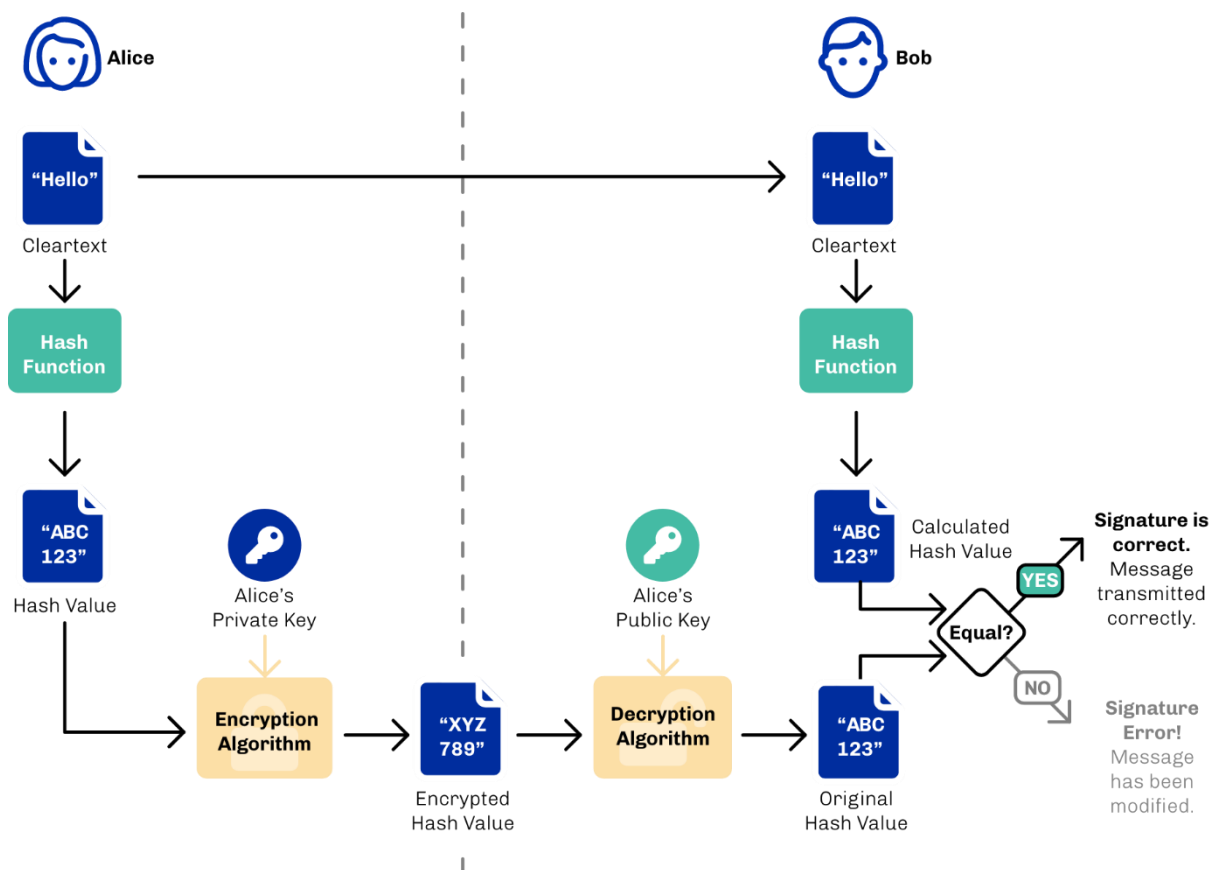 Alice
Bob
“Hello”
“Hello”
Cleartext
Cleartext
Hash
Function
Hash
Function
“ABC
123”
Hash Value
Alice’s
Private Key
Alice’s
Public Key
“ABC
123”
Calculated
Hash Value
Signature is
correct.
Message
transmitted
correctly.
YES
Equal?
NO
Encryption
Algorithm
“XYZ
789”
Encrypted
Hash Value
Decryption
Algorithm
“ABC
123”
Original
Hash Value
Signature
Error!
Message
has been
modified.